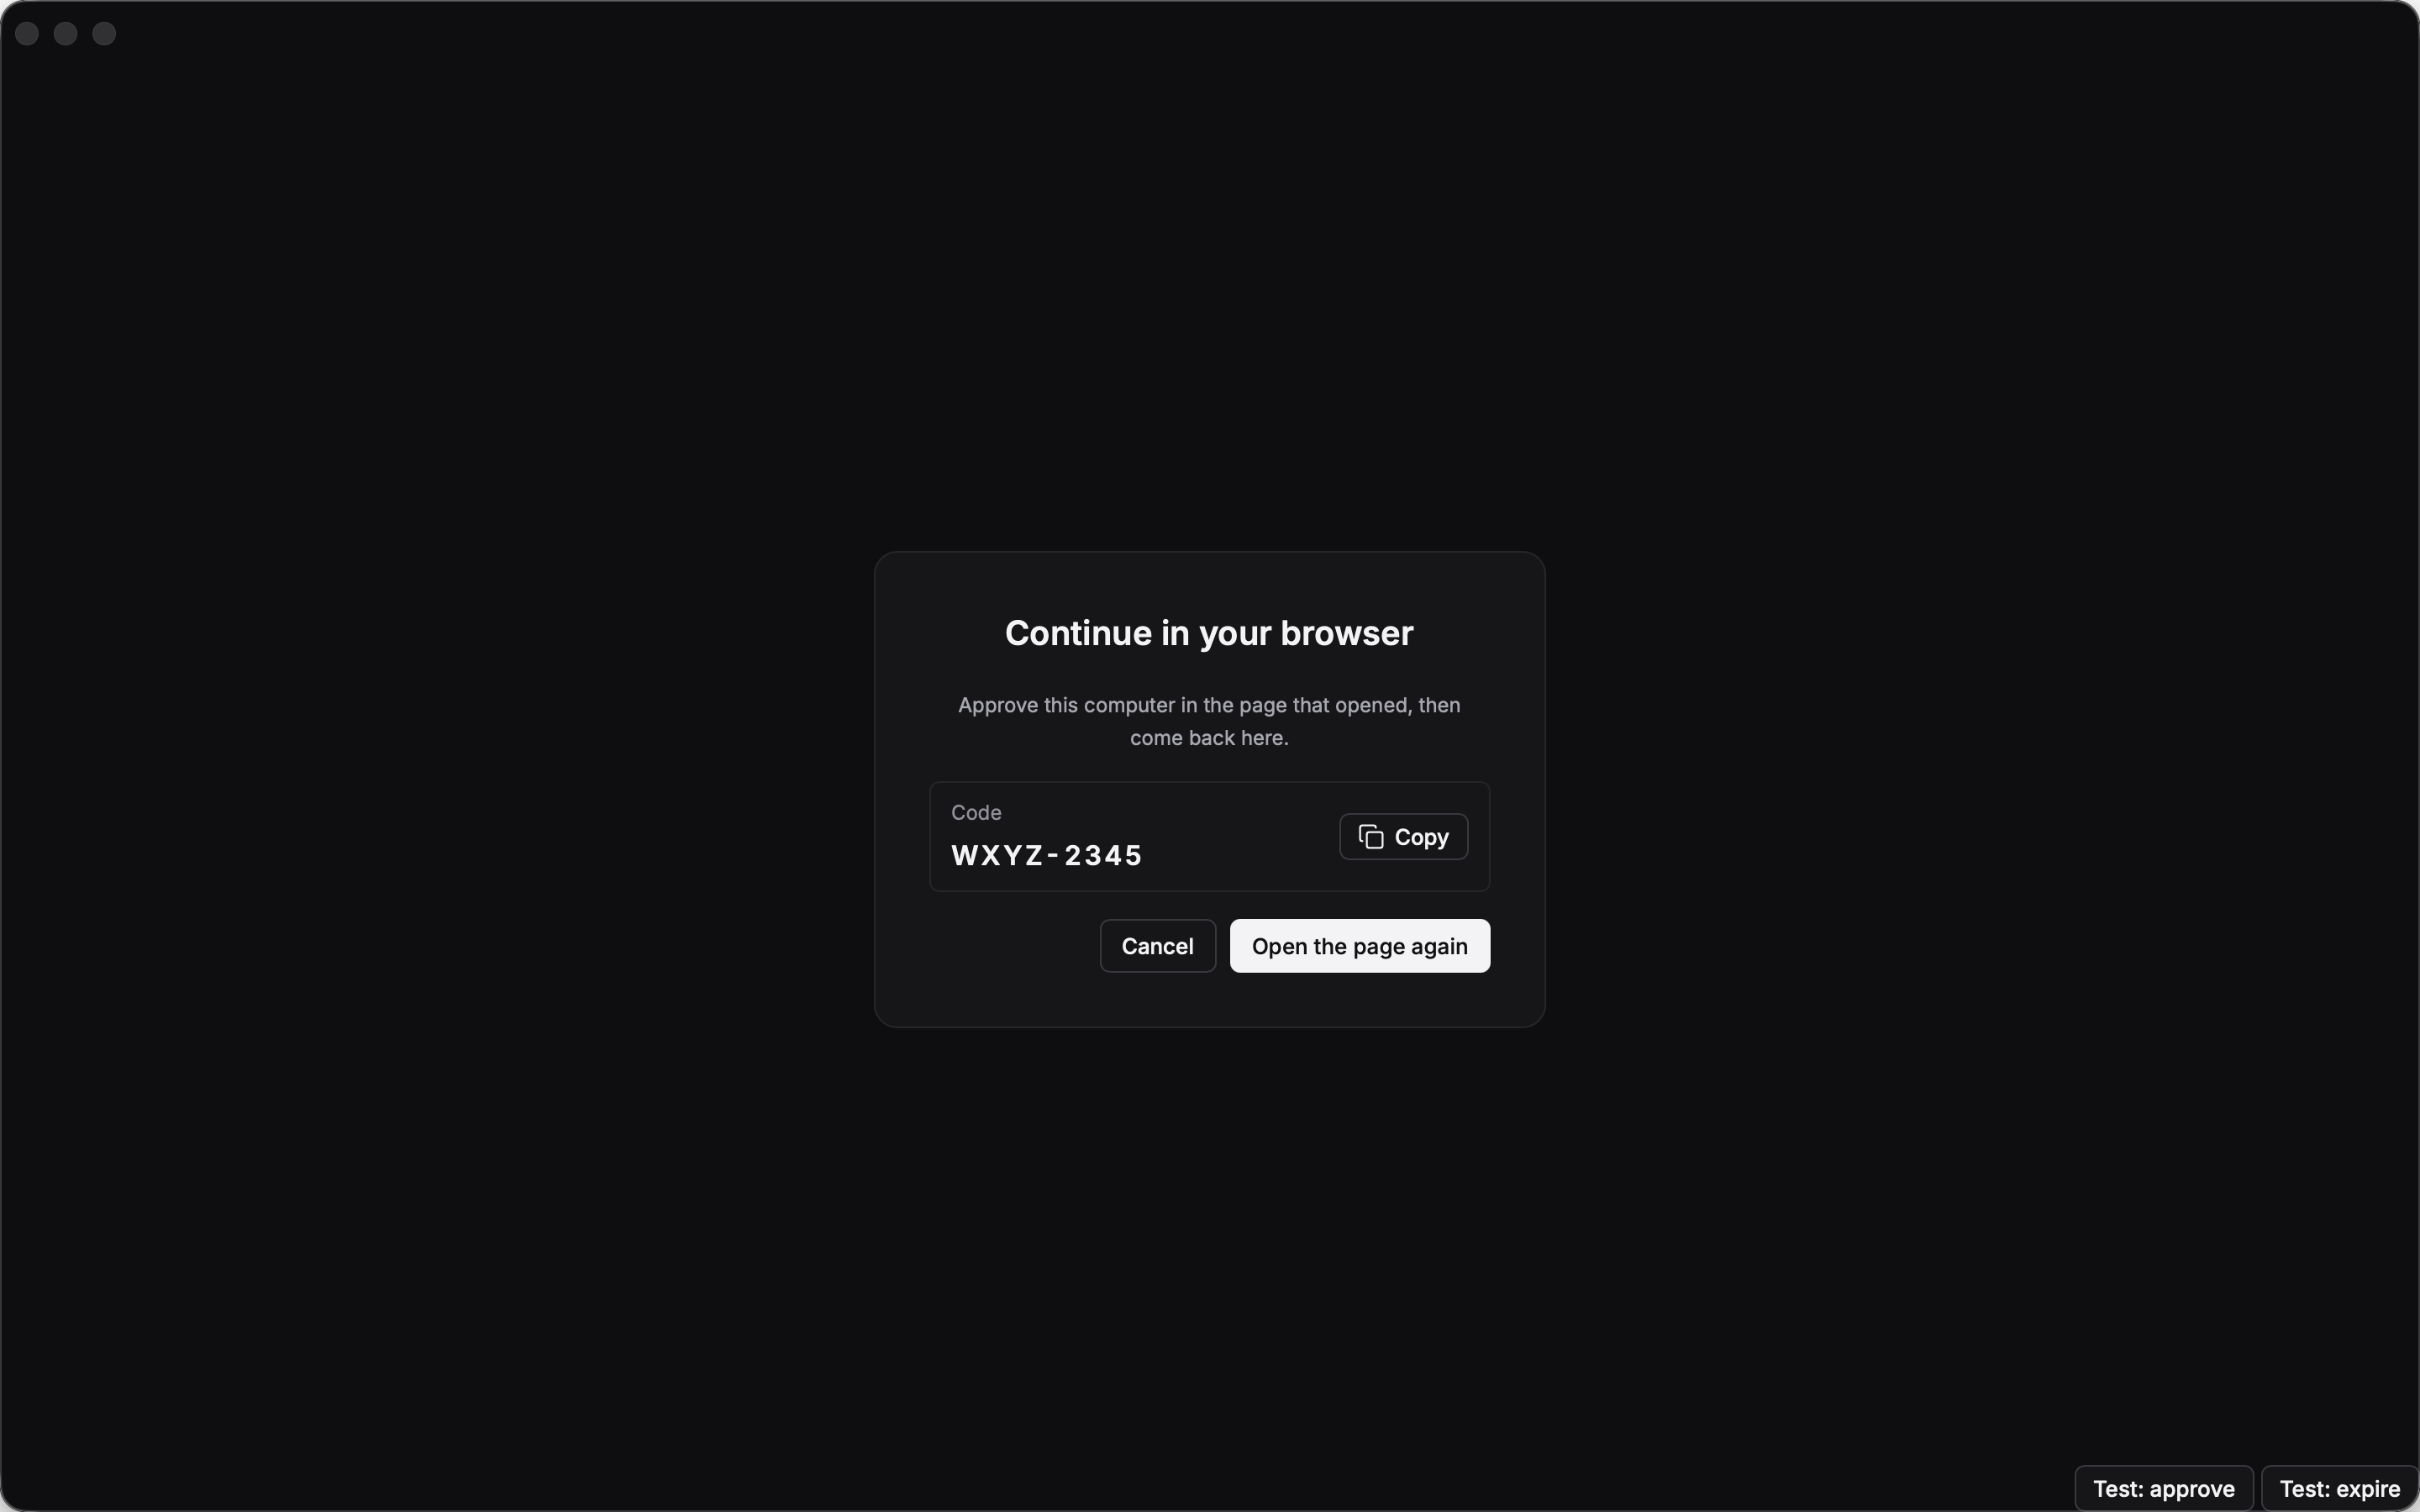 Continue in your browser
Approve this computer in the page that opened, then
come back here.
Code
WXYZ-2345
Copy
Cancel
Open the page again
Test: approve
Test: expire